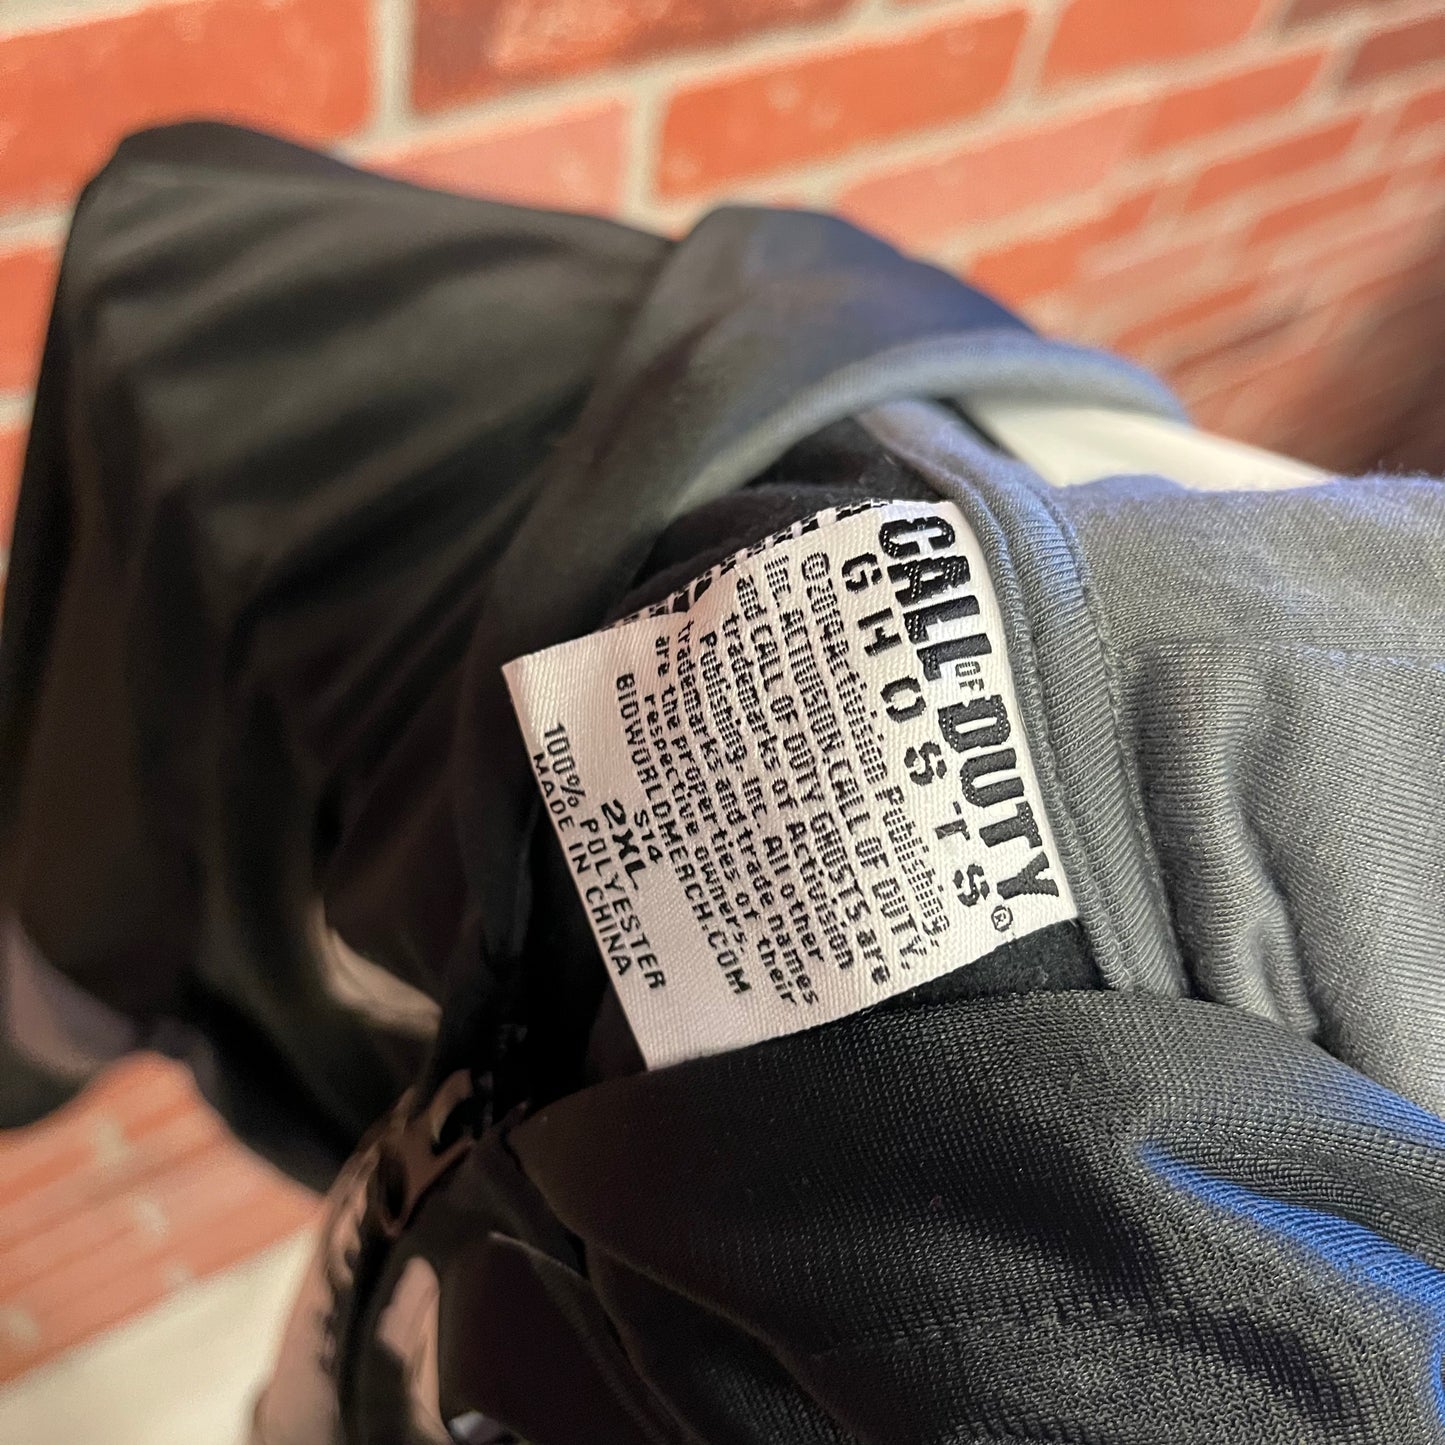 CALL OF DUTY®
GHOSTS
©2014 Activision Publishing,
Inc. ACTIVISION, CALL OF DUTY,
and CALL OF DUTY GHOSTS are
trademarks of Activision
Publishing, Inc. All other
trademarks and trade names
are the properties of their
respective owners.
BIOWORLDMERCH.COM
S14
2XL
100% POLYESTER
MADE IN CHINA